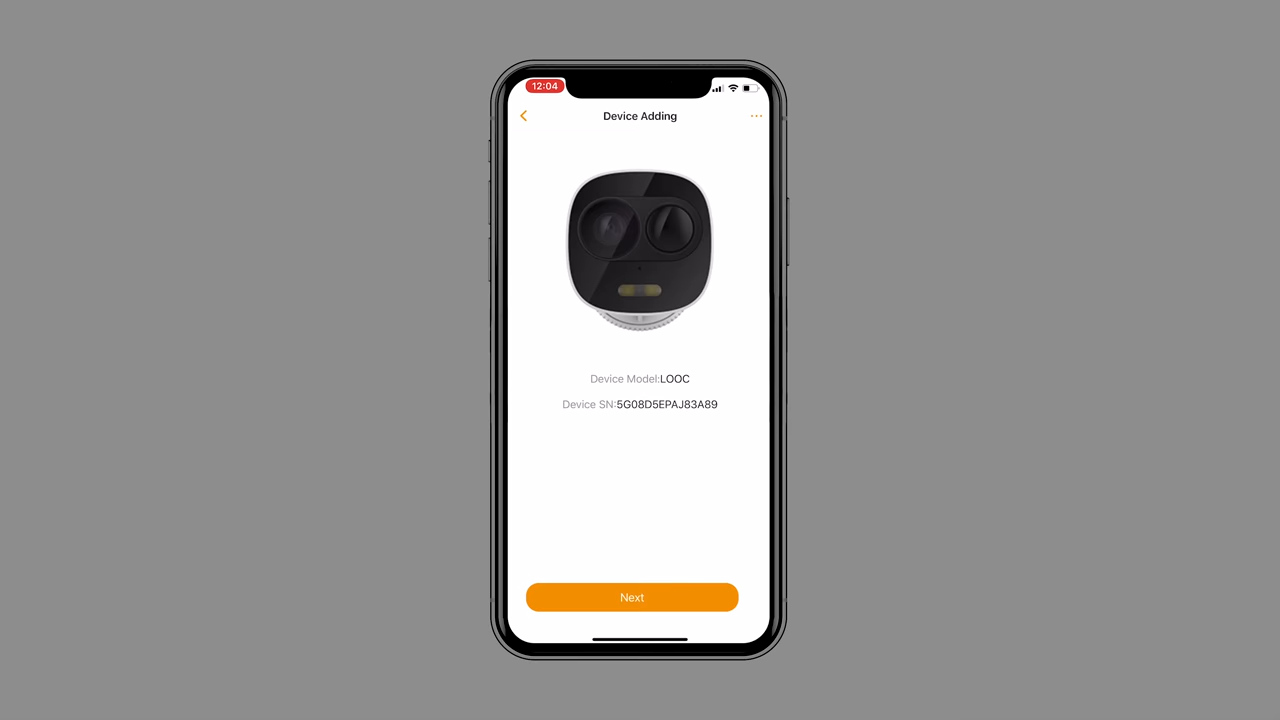 12:04
Device Adding
Device Model:LOOC
Device SN:5G08D5EPAJ83A89
Next